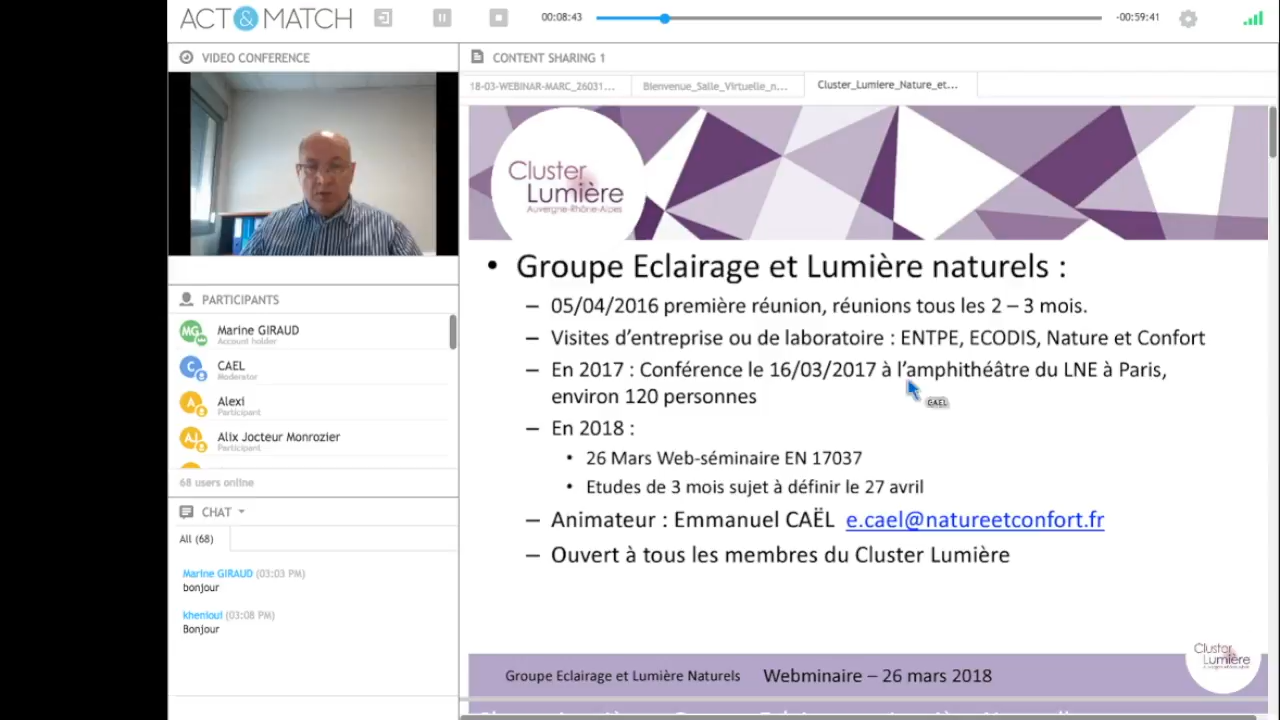 ACT & MATCH
00:08:43
-00:59:41
VIDEO CONFERENCE
CONTENT SHARING 1
18-03-WEBINAR-MARC_26031...
Bienvenue_Salle_Virtuelle_n...
Cluster_Lumiere_Nature_et...
Cluster
Lumière
Auvergne-Rhône-Alpes
• Groupe Eclairage et Lumière naturels :
– 05/04/2016 première réunion, réunions tous les 2 – 3 mois.
– Visites d’entreprise ou de laboratoire : ENTPE, ECODIS, Nature et Confort
– En 2017 : Conférence le 16/03/2017 à l’amphithéâtre du LNE à Paris,
environ 120 personnes
CAEL
– En 2018 :
• 26 Mars Web-séminaire EN 17037
• Etudes de 3 mois sujet à définir le 27 avril
– Animateur : Emmanuel CAËL e.cael@natureetconfort.fr
– Ouvert à tous les membres du Cluster Lumière
Groupe Eclairage et Lumière Naturels Webminaire – 26 mars 2018
Cluster
Lumière
PARTICIPANTS
MG
Marine GIRAUD
Account holder
C
CAEL
Moderator
A
Alexi
Participant
AJ
Alix Jocteur Monrozier
Participant
68 users online
CHAT
All (68)
Marine GIRAUD (03:03 PM)
bonjour
khenioui (03:08 PM)
Bonjour